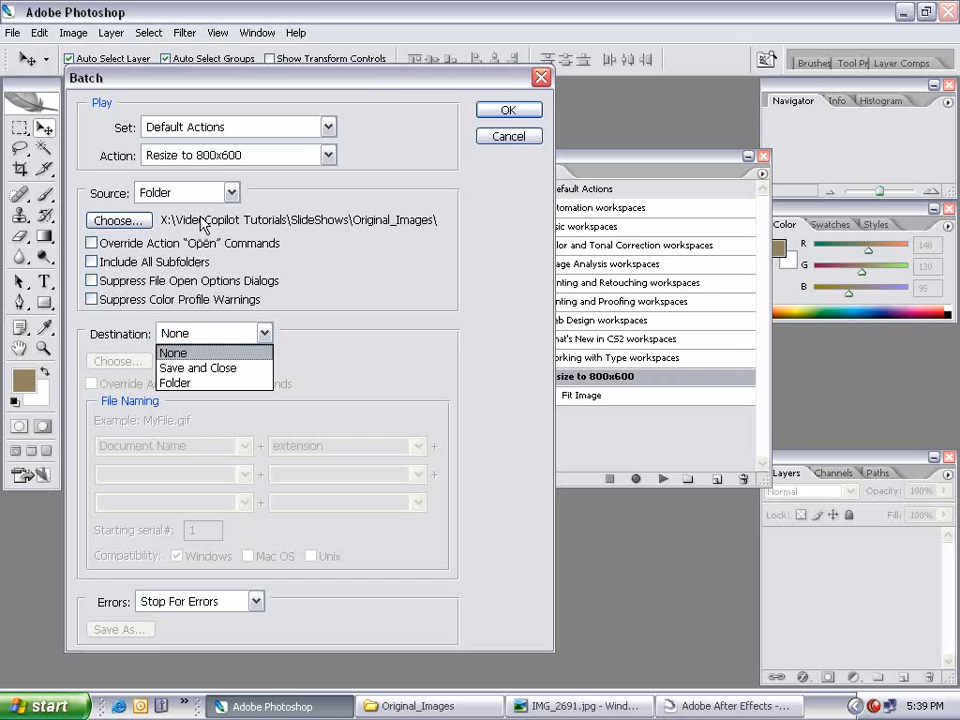 Adobe Photoshop
File Edit Image Layer Select Filter View Window Help
Auto Select Layer Auto Select Groups Show Transform Controls
Brushes Tool Pr Layer Comps
Batch
Play
Set: Default Actions
Action: Resize to 800x600
OK
Cancel
Source: Folder
Choose... X:\VideoCopilot Tutorials\SlideShows\Original_Images\
Override Action "Open" Commands
Include All Subfolders
Suppress File Open Options Dialogs
Suppress Color Profile Warnings
Destination: None
None
Save and Close
Folder
Choose...
Override A nds
File Naming
Example: MyFile.gif
Document Name + extension +
+ +
+
Starting serial#: 1
Compatibility: Windows Mac OS Unix
Errors: Stop For Errors
Save As...
efault Actions
tomation workspaces
sic workspaces
lor and Tonal Correction workspaces
age Analysis workspaces
inting and Retouching workspaces
inting and Proofing workspaces
eb Design workspaces
hat's New in CS2 workspaces
orking with Type workspaces
esize to 800x600
Fit Image
Navigator Info Histogram
Color Swatches Styles
R 148
G 130
B 95
Layers Channels Paths
Normal Opacity: 100%
Lock: Fill: 100%
start
Adobe Photoshop
Original_Images
IMG_2691.jpg - Wind...
Adobe After Effects -...
5:39 PM